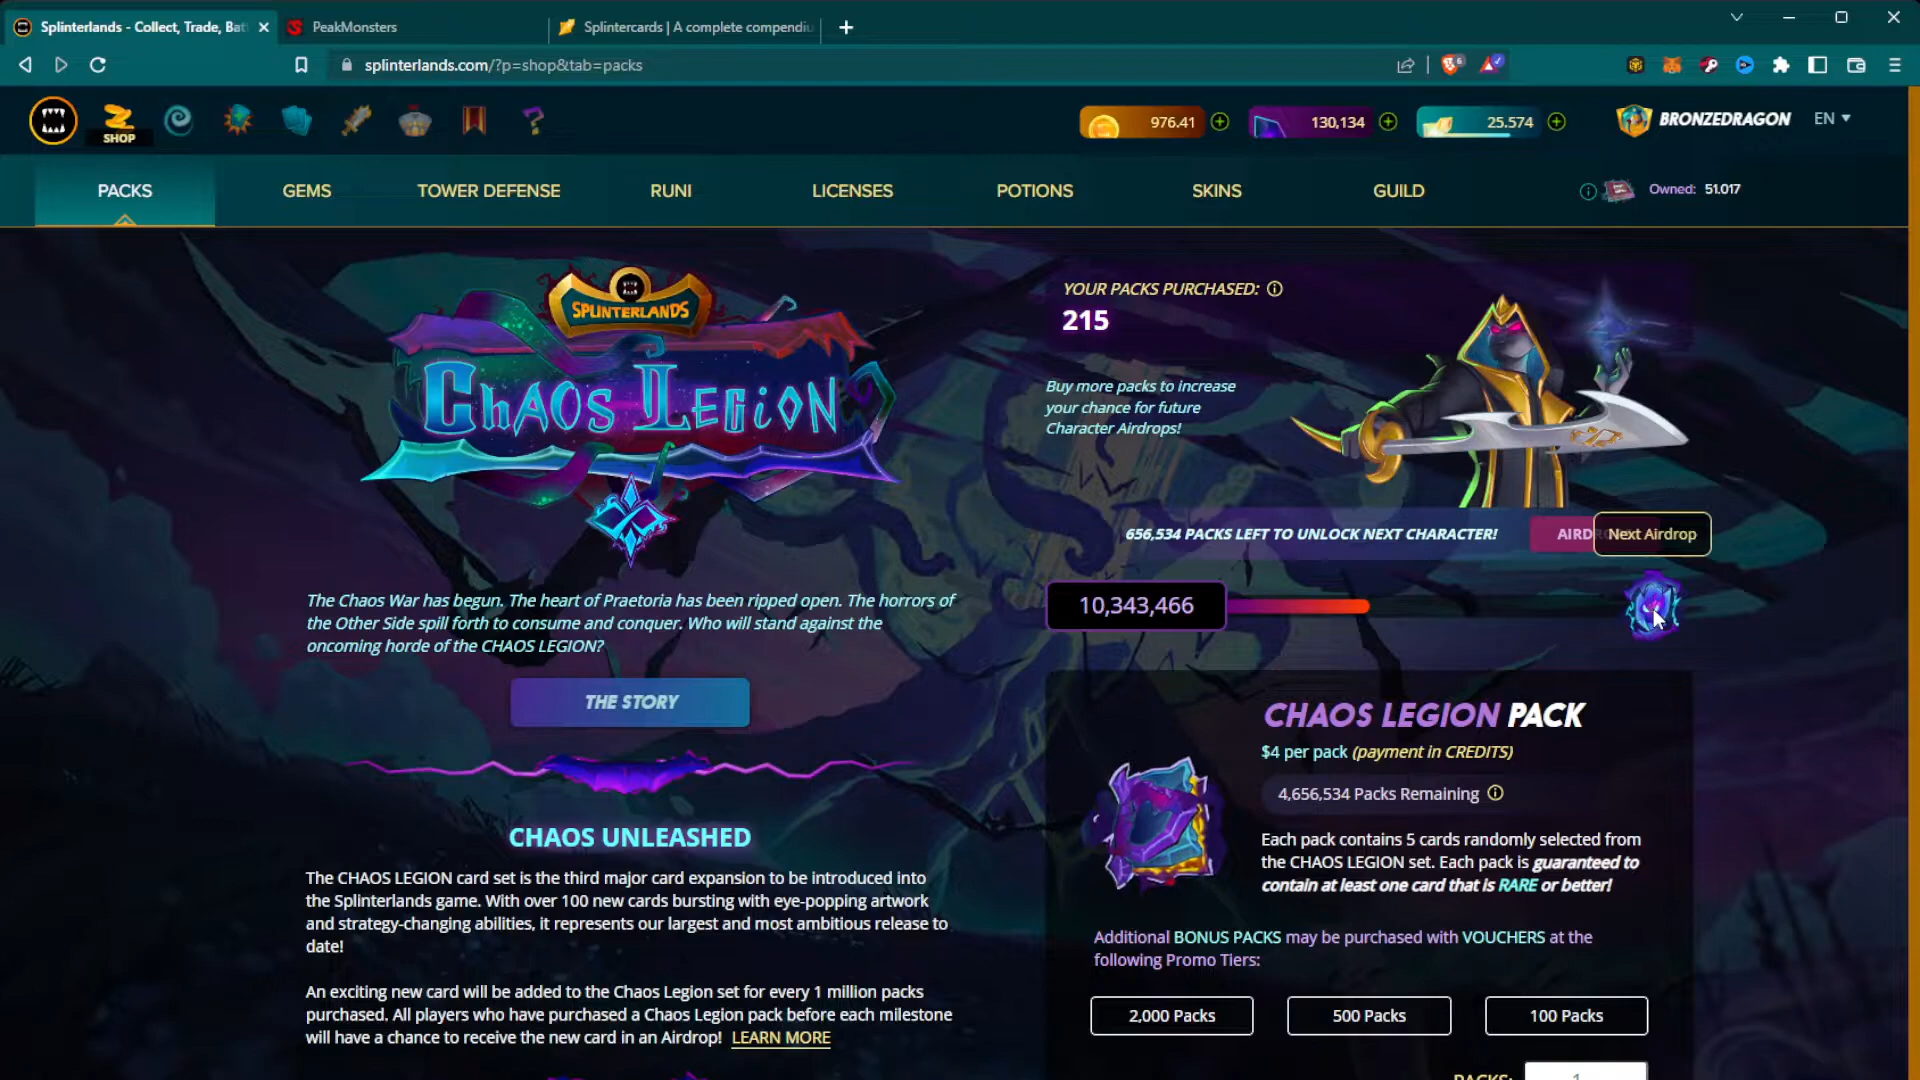 Splinterlands - Collect, Trade, Bat
PeakMonsters
Splintercards | A complete compendiu
splinterlands.com/?p=shop&tab=packs
6
SHOP
976.41
130,134
25.574
BRONZEDRAGON
EN
PACKS
GEMS
TOWER DEFENSE
RUNI
LICENSES
POTIONS
SKINS
GUILD
Owned: 51.017
SPLINTERLANDS
CHAOS LEGION
YOUR PACKS PURCHASED:
215
Buy more packs to increase
your chance for future
Character Airdrops!
656,534 PACKS LEFT TO UNLOCK NEXT CHARACTER!
Next Airdrop
10,343,466
The Chaos War has begun. The heart of Praetoria has been ripped open. The horrors of
the Other Side spill forth to consume and conquer. Who will stand against the
oncoming horde of the CHAOS LEGION?
THE STORY
CHAOS UNLEASHED
The CHAOS LEGION card set is the third major card expansion to be introduced into
the Splinterlands game. With over 100 new cards bursting with eye-popping artwork
and strategy-changing abilities, it represents our largest and most ambitious release to
date!
An exciting new card will be added to the Chaos Legion set for every 1 million packs
purchased. All players who have purchased a Chaos Legion pack before each milestone
will have a chance to receive the new card in an Airdrop! LEARN MORE
CHAOS LEGION PACK
$4 per pack (payment in CREDITS)
4,656,534 Packs Remaining
Each pack contains 5 cards randomly selected from
the CHAOS LEGION set. Each pack is guaranteed to
contain at least one card that is RARE or better!
Additional BONUS PACKS may be purchased with VOUCHERS at the
following Promo Tiers:
2,000 Packs
500 Packs
100 Packs
PACKS:
1